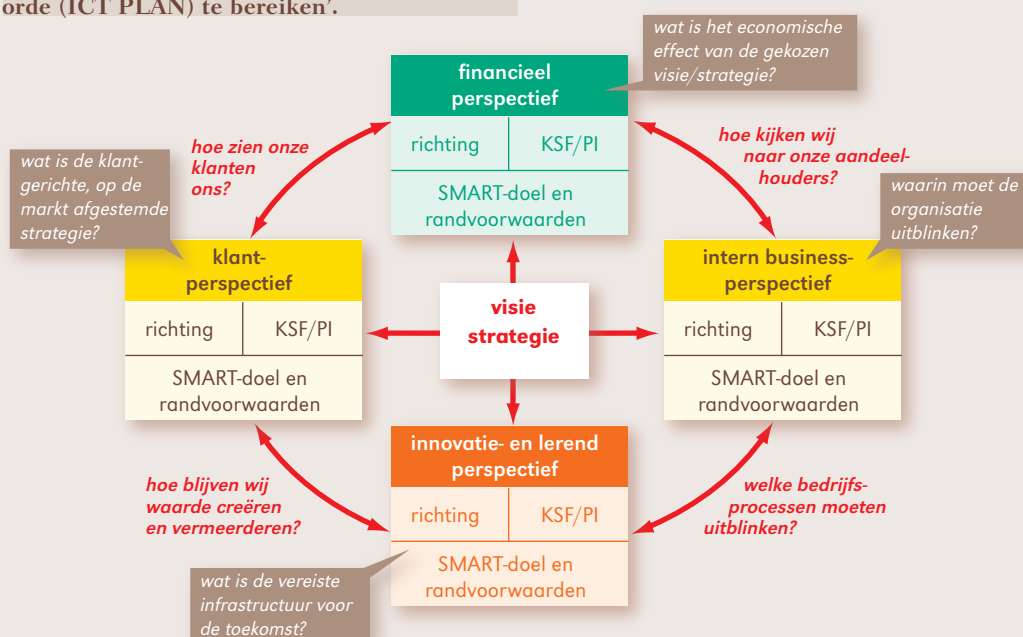 orde (ICT PLAN) te bereiken’.
wat is het economische
effect van de gekozen
visie/strategie?
financieel
perspectief
richting
KSF/PI
SMART-doel en
randvoorwaarden
hoe zien onze
klanten
ons?
hoe kijken wij
naar onze aandeel-
houders?
wat is de klant-
gerichte, op de
markt afgestemde
strategie?
waarin moet de
organisatie
uitblinken?
klant-
perspectief
richting
KSF/PI
SMART-doel en
randvoorwaarden
visie
strategie
intern business-
perspectief
richting
KSF/PI
SMART-doel en
randvoorwaarden
innovatie- en lerend
perspectief
richting
KSF/PI
SMART-doel en
randvoorwaarden
hoe blijven wij
waarde creëren
en vermeerderen?
welke bedrijfs-
processen moeten
uitblinken?
wat is de vereiste
infrastructuur voor
de toekomst?